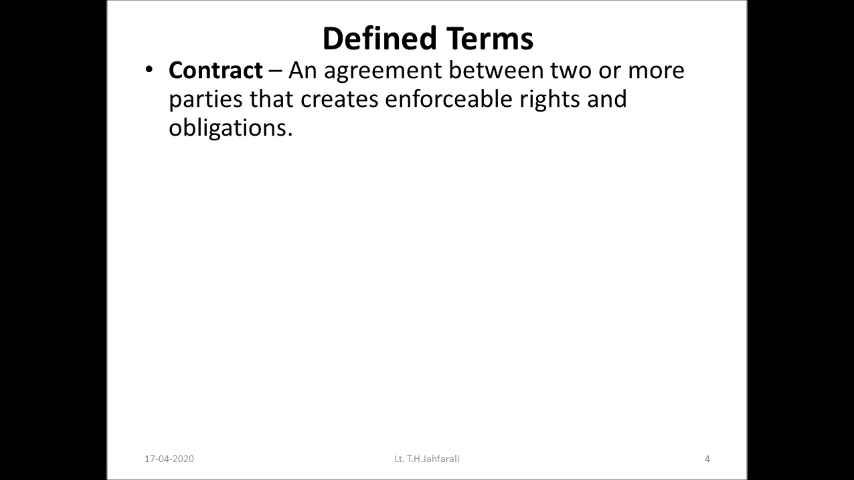 Defined Terms
• Contract – An agreement between two or more
parties that creates enforceable rights and
obligations.
17-04-2020
Lt. T.H.Jahfarali
4